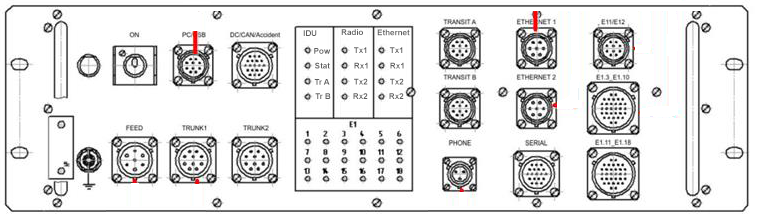 ON
PC/USB
DC/CAN/Accident
IDU Radio Ethernet
Pow Tx1 Tx1
Stat Rx1 Rx1
Tr A Tx2 Tx2
Tr B Rx2 Rx2
TRANSIT A
ETHERNET 1
, E11/E12
TRANSIT B
ETHERNET 2
E1.3_E1.10
FEED
TRUNK1
TRUNK2
E1
1 2 3 4 5 6
7 8 9 10 11 12
13 14 15 16 17 18
PHONE
SERIAL
E1.11_E1.18